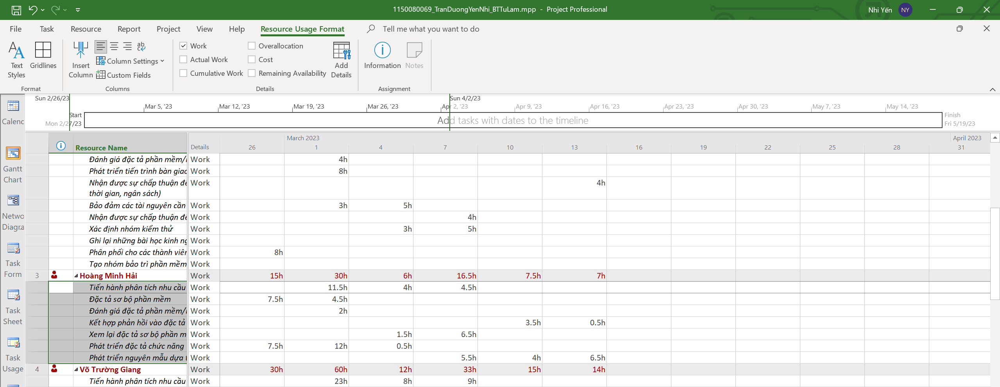 1150080069_TranDuongYenNhi_BTTuLam.mpp - Project Professional
Nhi Yến NY
File Task Resource Report Project View Help Resource Usage Format Tell me what you want to do
Text Styles
Gridlines
Format
Insert Column
Column Settings
Custom Fields
Columns
Work
Actual Work
Cumulative Work
Overallocation
Cost
Remaining Availability
Add Details
Details
Information
Notes
Assignment
Sun 2/26/23 Sun 4/2/23
Mar 5, '23 Mar 12, '23 Mar 19, '23 Mar 26, '23 Apr 2, '23 Apr 9, '23 Apr 16, '23 Apr 23, '23 Apr 30, '23 May 7, '23 May 14, '23
Start
Mon 2/27/23
Add tasks with dates to the timeline
Finish
Fri 5/19/23
Calenc
Gantt Chart
Netwo
Diagra
Task Form
Task Sheet
Task Usage
March 2023 April 2023
Resource Name Details 26 1 4 7 10 13 16 19 22 25 28 31
Đánh giá đặc tả phần mềm/ Work 4h
Phát triển tiến trình bàn giao Work 8h
Nhận được sự chấp thuận để Work 4h
thời gian, ngân sách)
Bảo đảm các tài nguyên cần Work 3h 5h
Nhận được sự chấp thuận để Work 4h
Xác định nhóm kiểm thử Work 3h 5h
Ghi lại những bài học kinh ng Work
Phân phối cho các thành viên Work 8h
Tạo nhóm bảo trì phần mềm Work
3 Hoàng Minh Hải Work 15h 30h 6h 16.5h 7.5h 7h
Tiến hành phân tích nhu cầu Work 11.5h 4h 4.5h
Đặc tả sơ bộ phần mềm Work 7.5h 4.5h
Đánh giá đặc tả phần mềm/ Work 2h
Kết hợp phản hồi vào đặc tả Work 3.5h 0.5h
Xem lại đặc tả sơ bộ phần m Work 1.5h 6.5h
Phát triển đặc tả chức năng Work 7.5h 12h 0.5h
Phát triển nguyên mẫu dựa t Work 5.5h 4h 6.5h
4 Võ Trường Giang Work 30h 60h 12h 33h 15h 14h
Tiến hành phân tích nhu cầu Work 23h 8h 9h